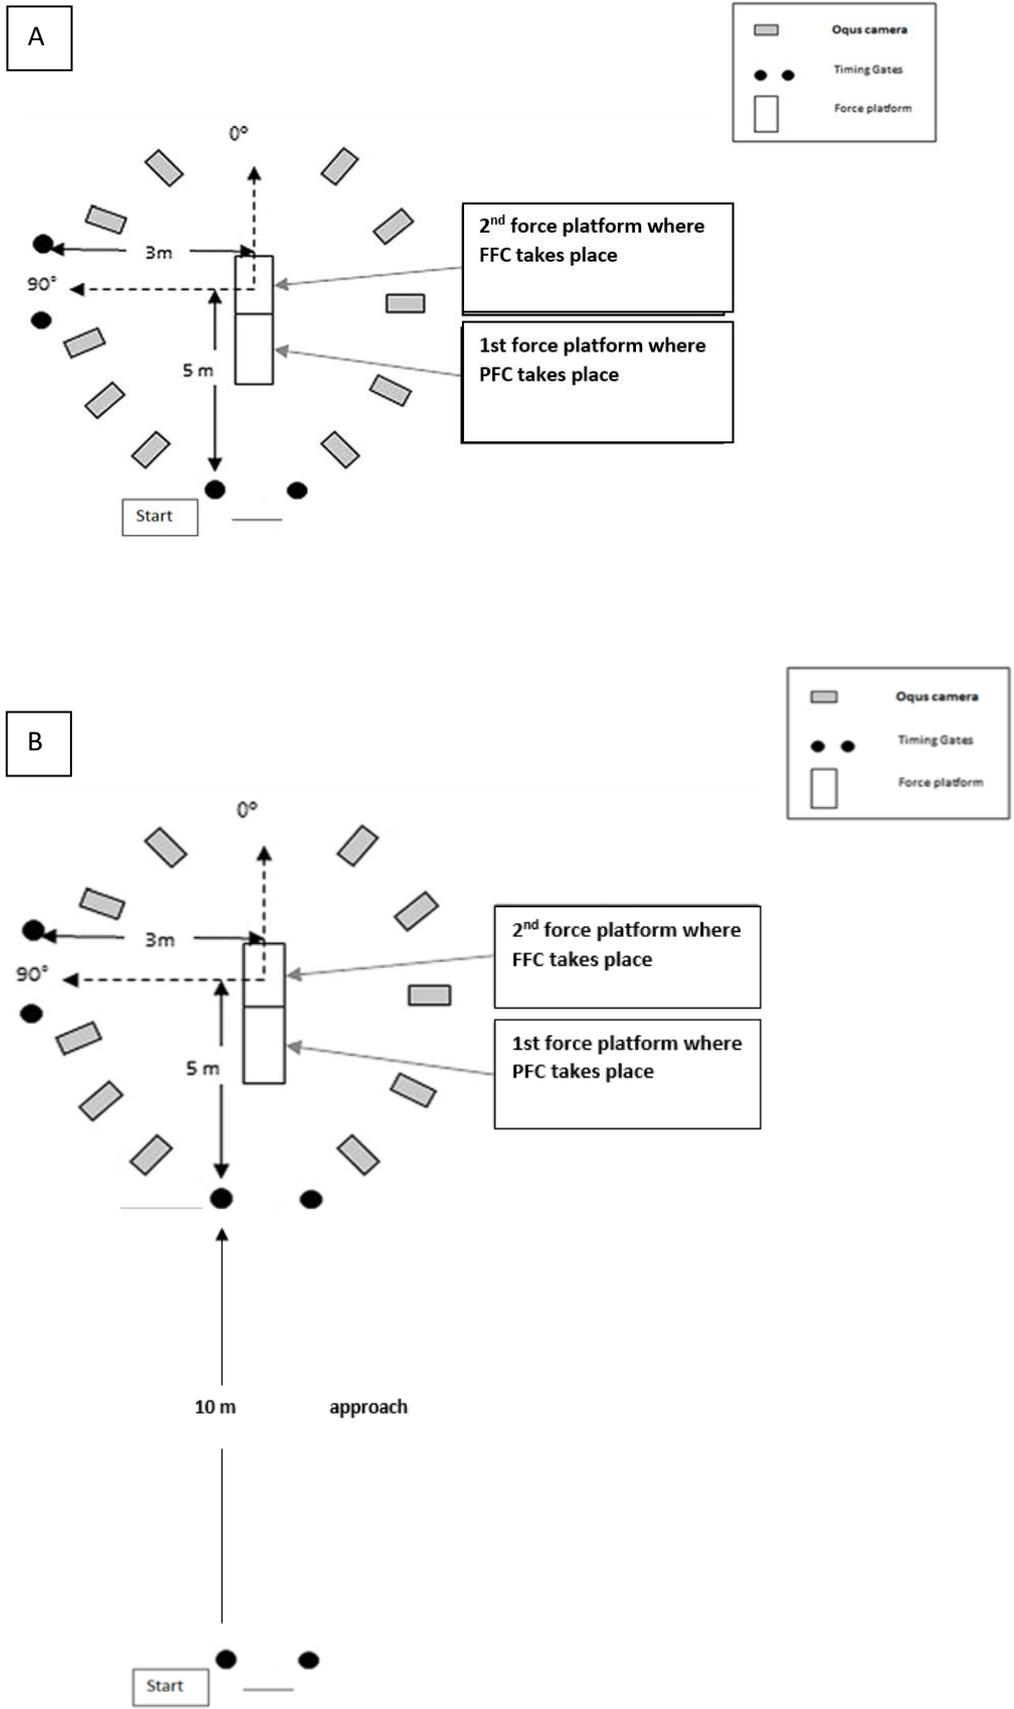 A
Oqus camera
Timing Gates
Force platform
0°
2nd force platform where
FFC takes place
3m
90°
1st force platform where
PFC takes place
5 m
Start
B
Oqus camera
Timing Gates
Force platform
0°
2nd force platform where
FFC takes place
3m
90°
1st force platform where
PFC takes place
5 m
10 m approach
Start